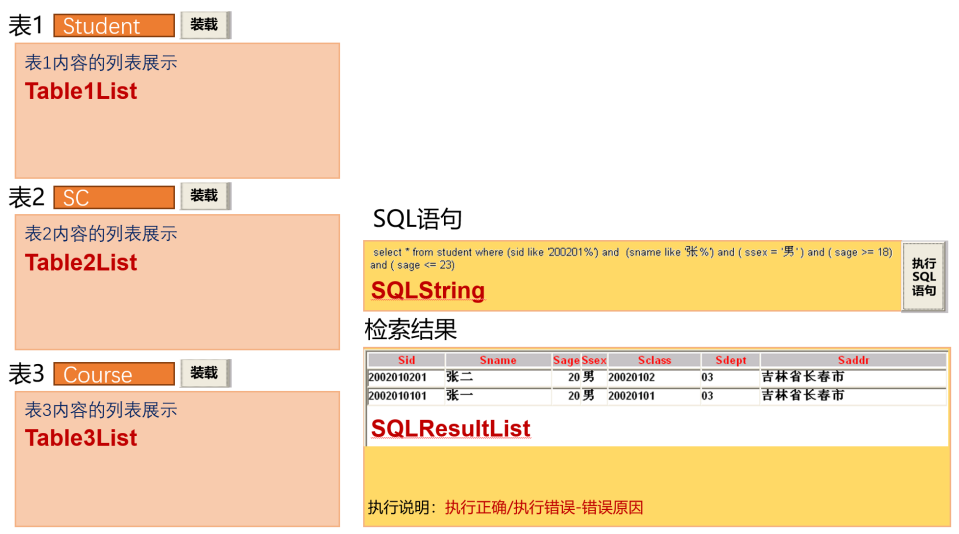 表1 Student 装载
表1内容的列表展示
Table1List
表2 SC 装载
表2内容的列表展示
Table2List
表3 Course 装载
表3内容的列表展示
Table3List
SQL语句
select * from student where (sid like '200201%') and (sname like '张%') and ( ssex = '男' ) and ( sage >= 18)
and ( sage <= 23)
SQLString
执行
SQL
语句
检索结果
Sid Sname Sage Ssex Sclass Sdept Saddr
2002010201 张二 20 男 20020102 03 吉林省长春市
2002010101 张一 20 男 20020101 03 吉林省长春市
SQLResultList
执行说明：执行正确/执行错误-错误原因